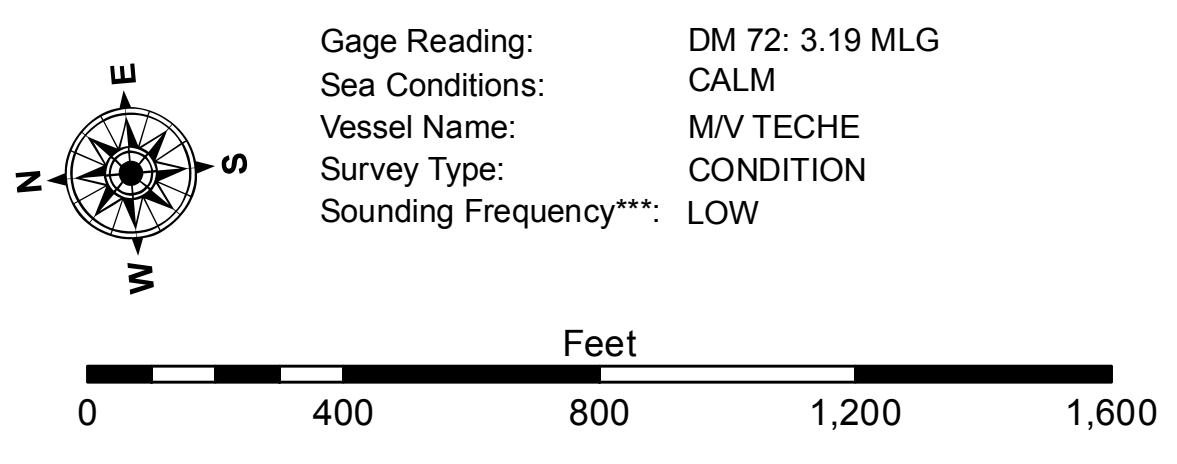 E
N
S
W
Gage Reading: DM 72: 3.19 MLG
Sea Conditions: CALM
Vessel Name: M/V TECHE
Survey Type: CONDITION
Sounding Frequency***: LOW
Feet
0 400 800 1,200 1,600